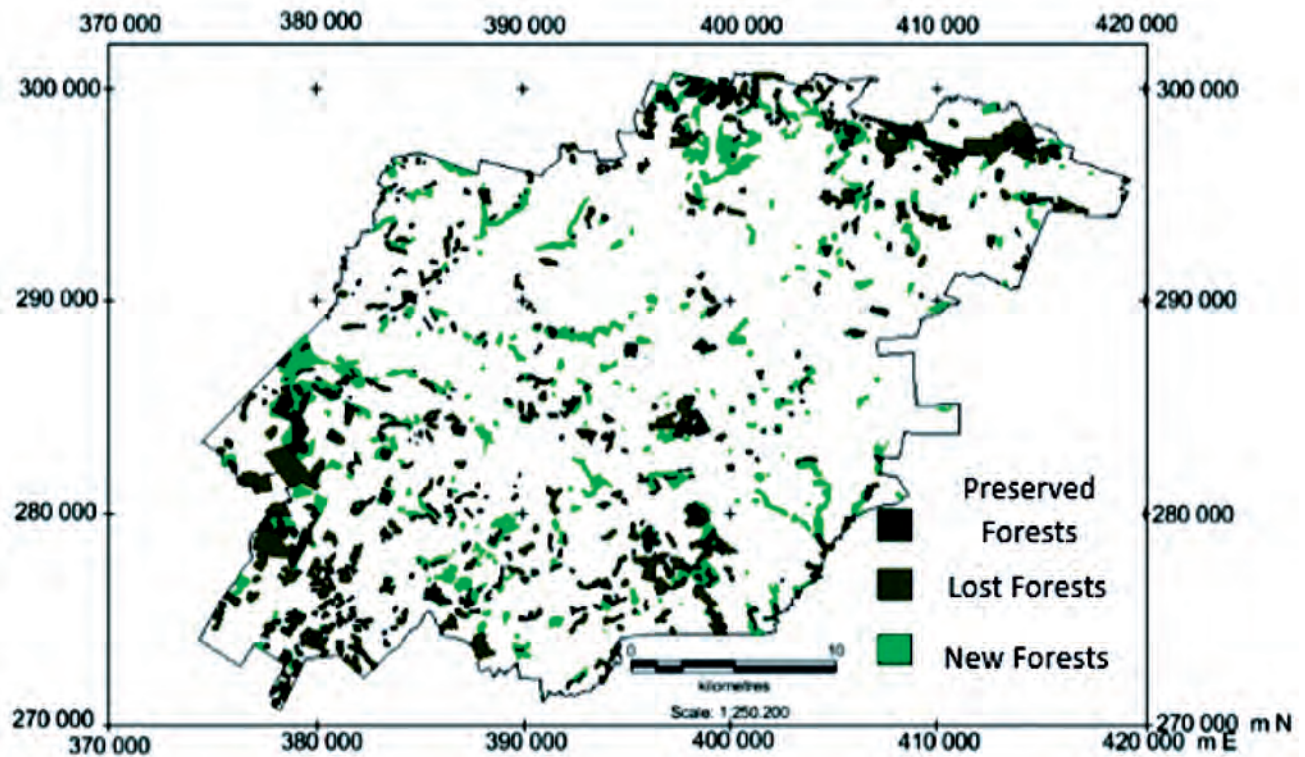 370 000 380 000 390 000 400 000 410 000 420 000
300 000 300 000
290 000 290 000
280 000 280 000
Preserved
Forests
Lost Forests
New Forests
0 10
kilometres
Scale: 1:250.200
270 000 270 000 m N
370 000 380 000 390 000 400 000 410 000 420 000 m E